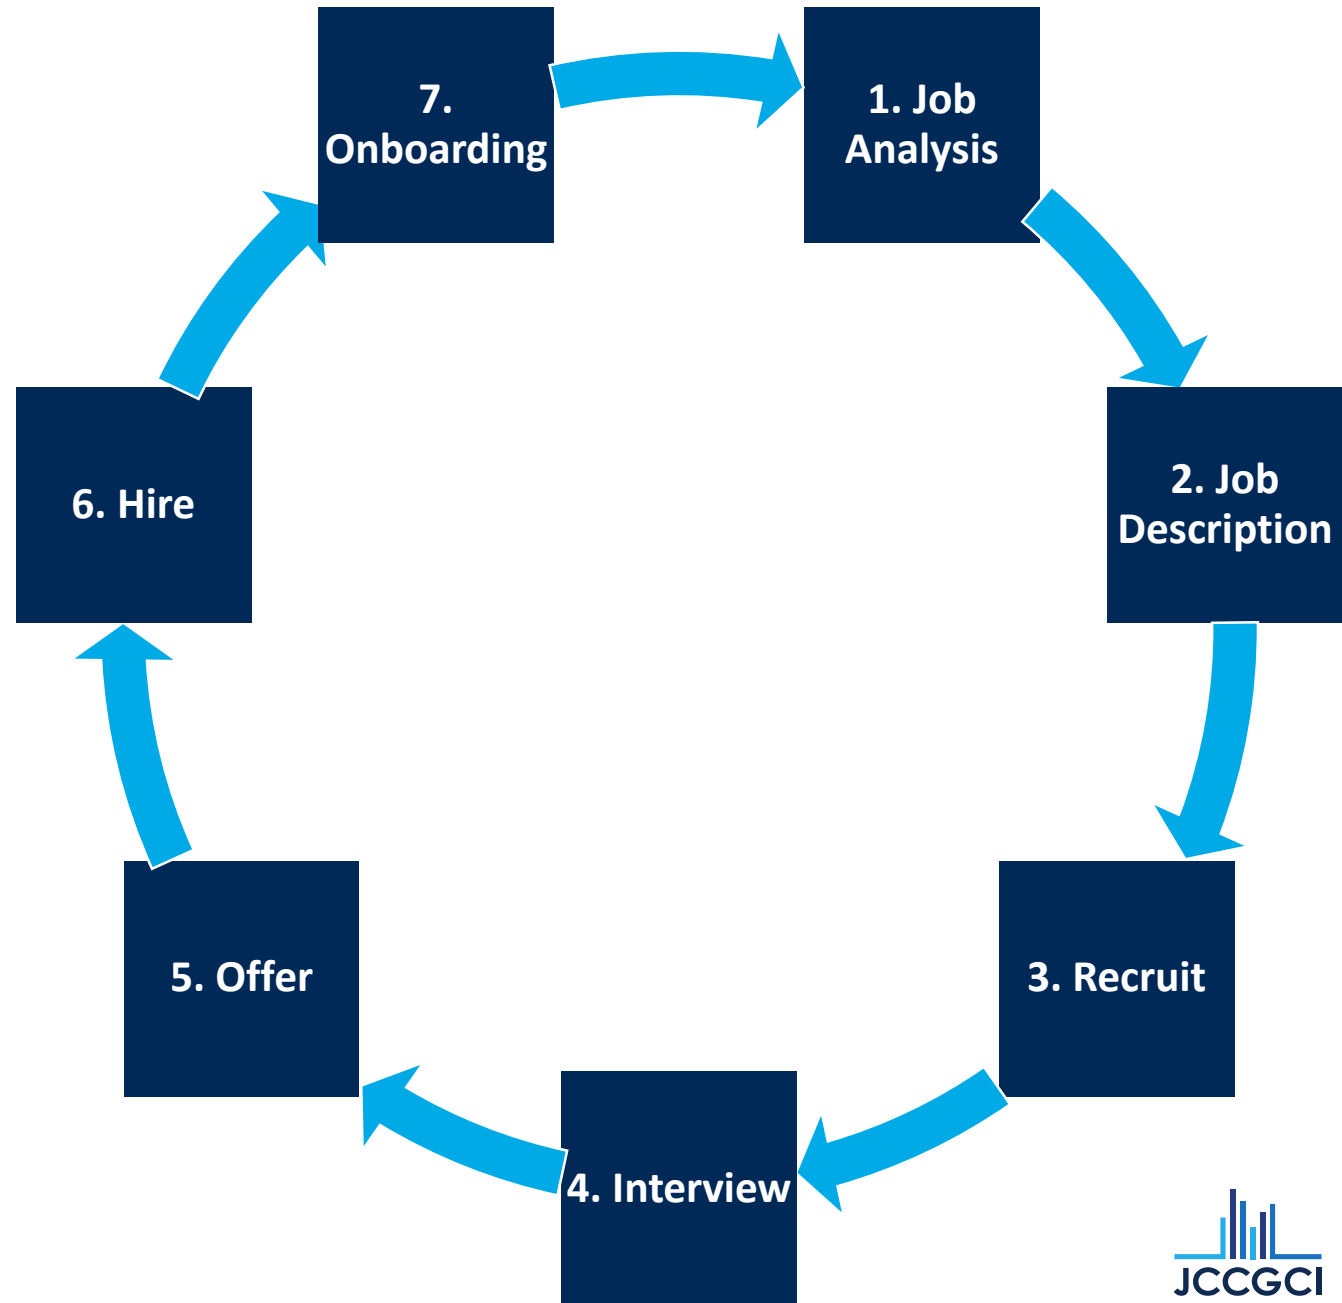 7.
Onboarding
1. Job
Analysis
2. Job
Description
3. Recruit
4. Interview
5. Offer
6. Hire
JCCGCI